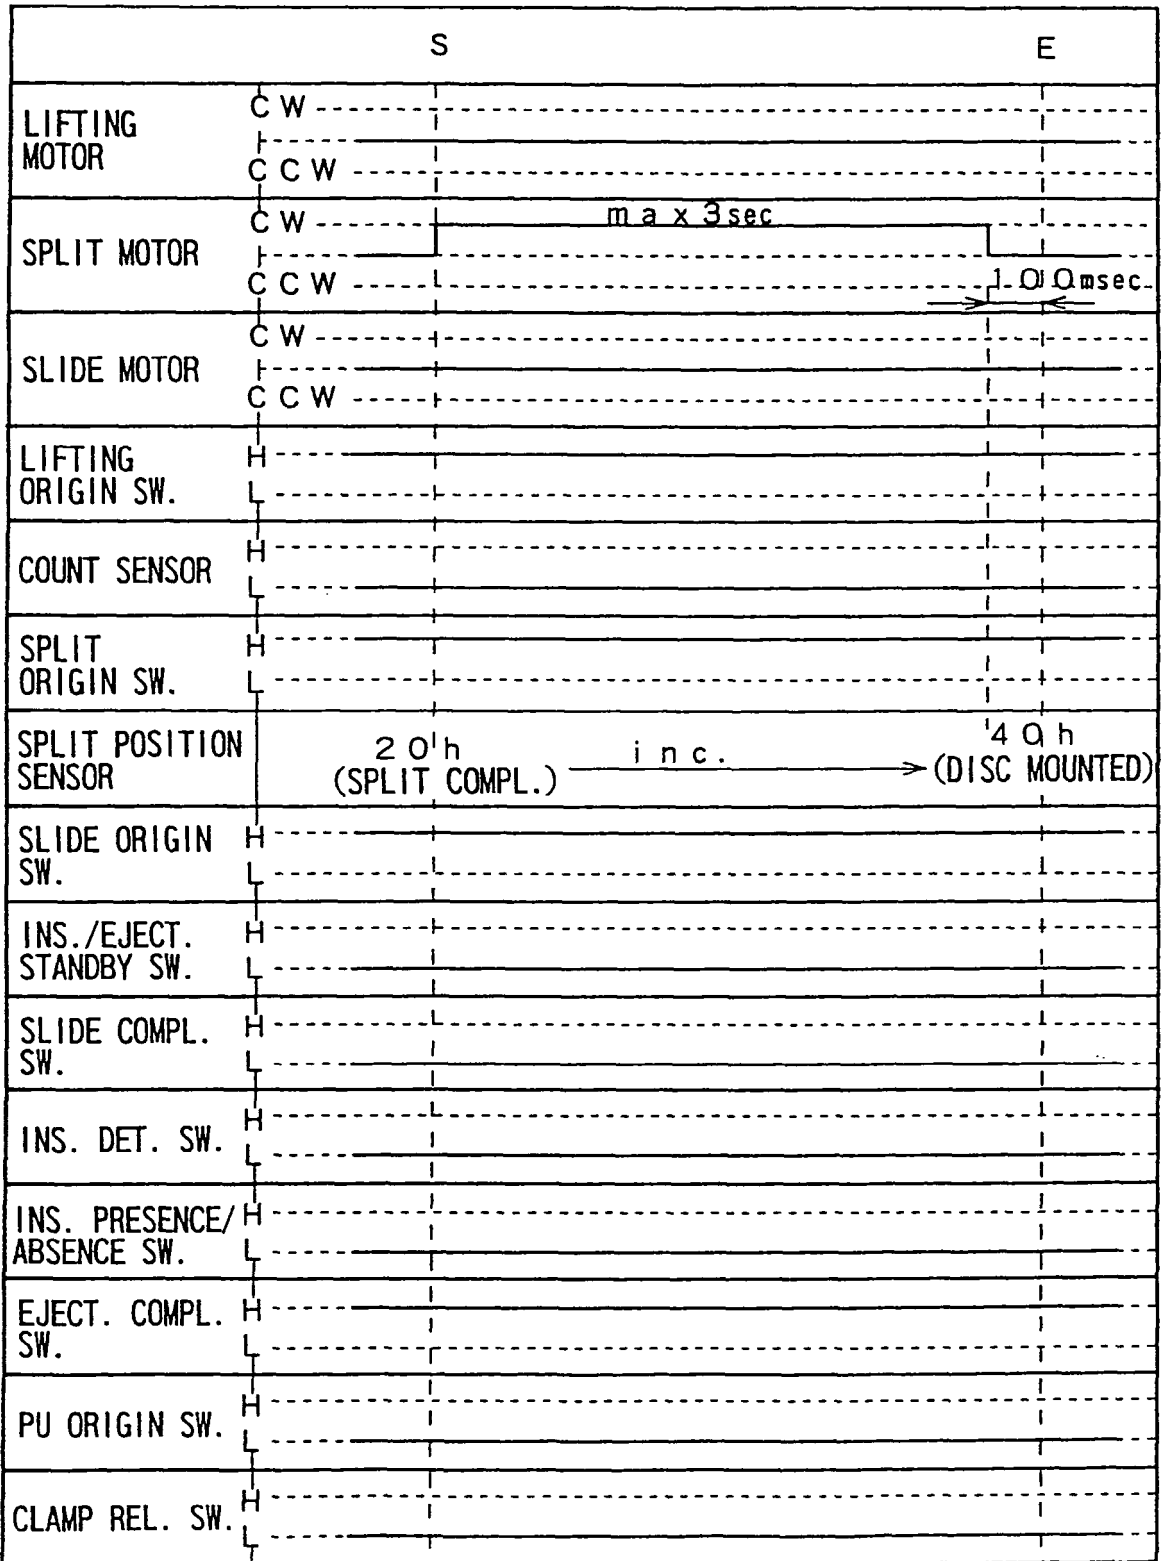 S E
LIFTING
MOTOR
CW
CCW
SPLIT MOTOR
CW
max 3sec
CCW
100msec
SLIDE MOTOR
CW
CCW
LIFTING
ORIGIN SW.
H
L
COUNT SENSOR
H
L
SPLIT
ORIGIN SW.
H
L
SPLIT POSITION
SENSOR
20h
(SPLIT COMPL.)
inc.
40h
(DISC MOUNTED)
SLIDE ORIGIN
SW.
H
L
INS./EJECT.
STANDBY SW.
H
L
SLIDE COMPL.
SW.
H
L
INS. DET. SW.
H
L
INS. PRESENCE/
ABSENCE SW.
H
L
EJECT. COMPL.
SW.
H
L
PU ORIGIN SW.
H
L
CLAMP REL. SW.
H
L